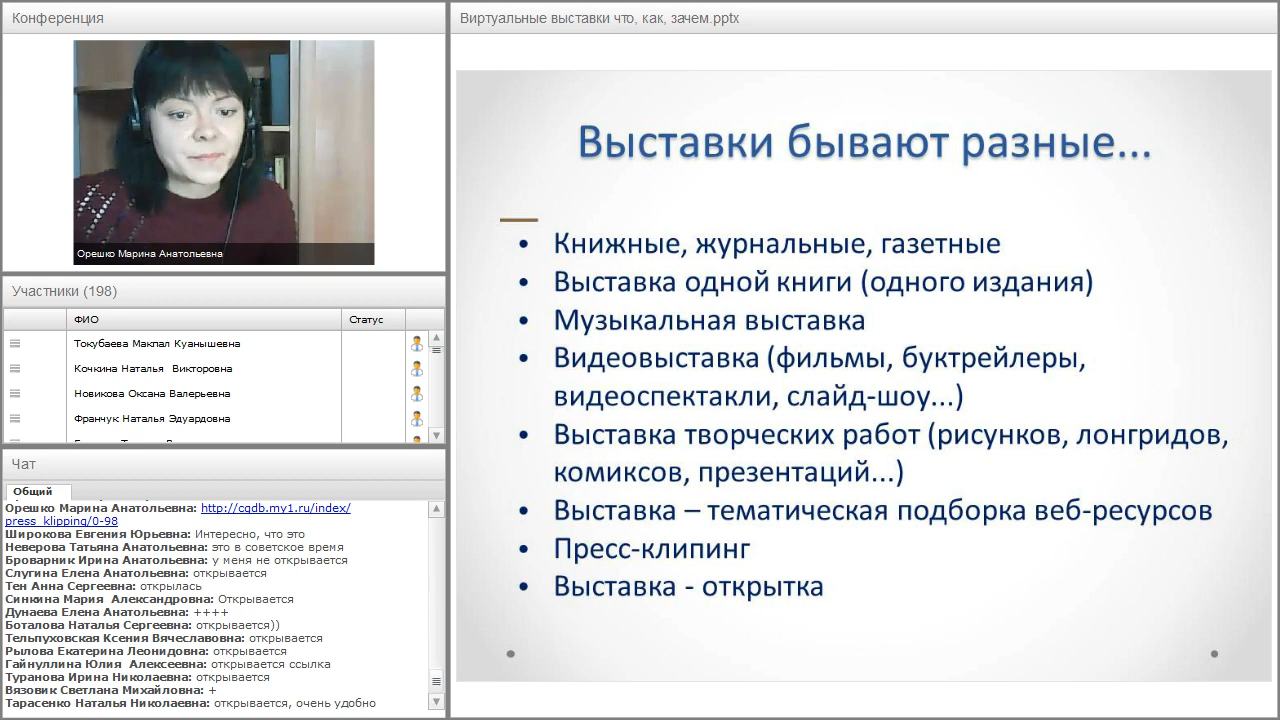 Конференция
Орешко Марина Анатольевна
Участники (198)
ФИО
Статус
Токубаева Макпал Куанышевна
Кочкина Наталья Викторовна
Новикова Оксана Валерьевна
Франчук Наталья Эдуардовна
Чат
Общий
Орешко Марина Анатольевна: http://cgdb.my1.ru/index/
press_klipping/0-98
Широкова Евгения Юрьевна: Интересно, что это
Неверова Татьяна Анатольевна: это в советское время
Броварник Ирина Анатольевна: у меня не открывается
Слугина Елена Анатольевна: открывается
Тен Анна Сергеевна: открылась
Синкина Мария Александровна: Открывается
Дунаева Елена Анатольевна: ++++
Боталова Наталья Сергеевна: открывается))
Тельпуховская Ксения Вячеславовна: открывается
Рылова Екатерина Леонидовна: открывается
Гайнуллина Юлия Алексеевна: открывается ссылка
Туранова Ирина Николаевна: открывается
Вязовик Светлана Михайловна: +
Тарасенко Наталья Николаевна: открывается, очень удобно
Виртуальные выставки что, как, зачем.pptx
Выставки бывают разные...
• Книжные, журнальные, газетные
• Выставка одной книги (одного издания)
• Музыкальная выставка
• Видеовыставка (фильмы, буктрейлеры,
видеоспектакли, слайд-шоу...)
• Выставка творческих работ (рисунков, лонгридов,
комиксов, презентаций...)
• Выставка – тематическая подборка веб-ресурсов
• Пресс-клипинг
• Выставка - открытка